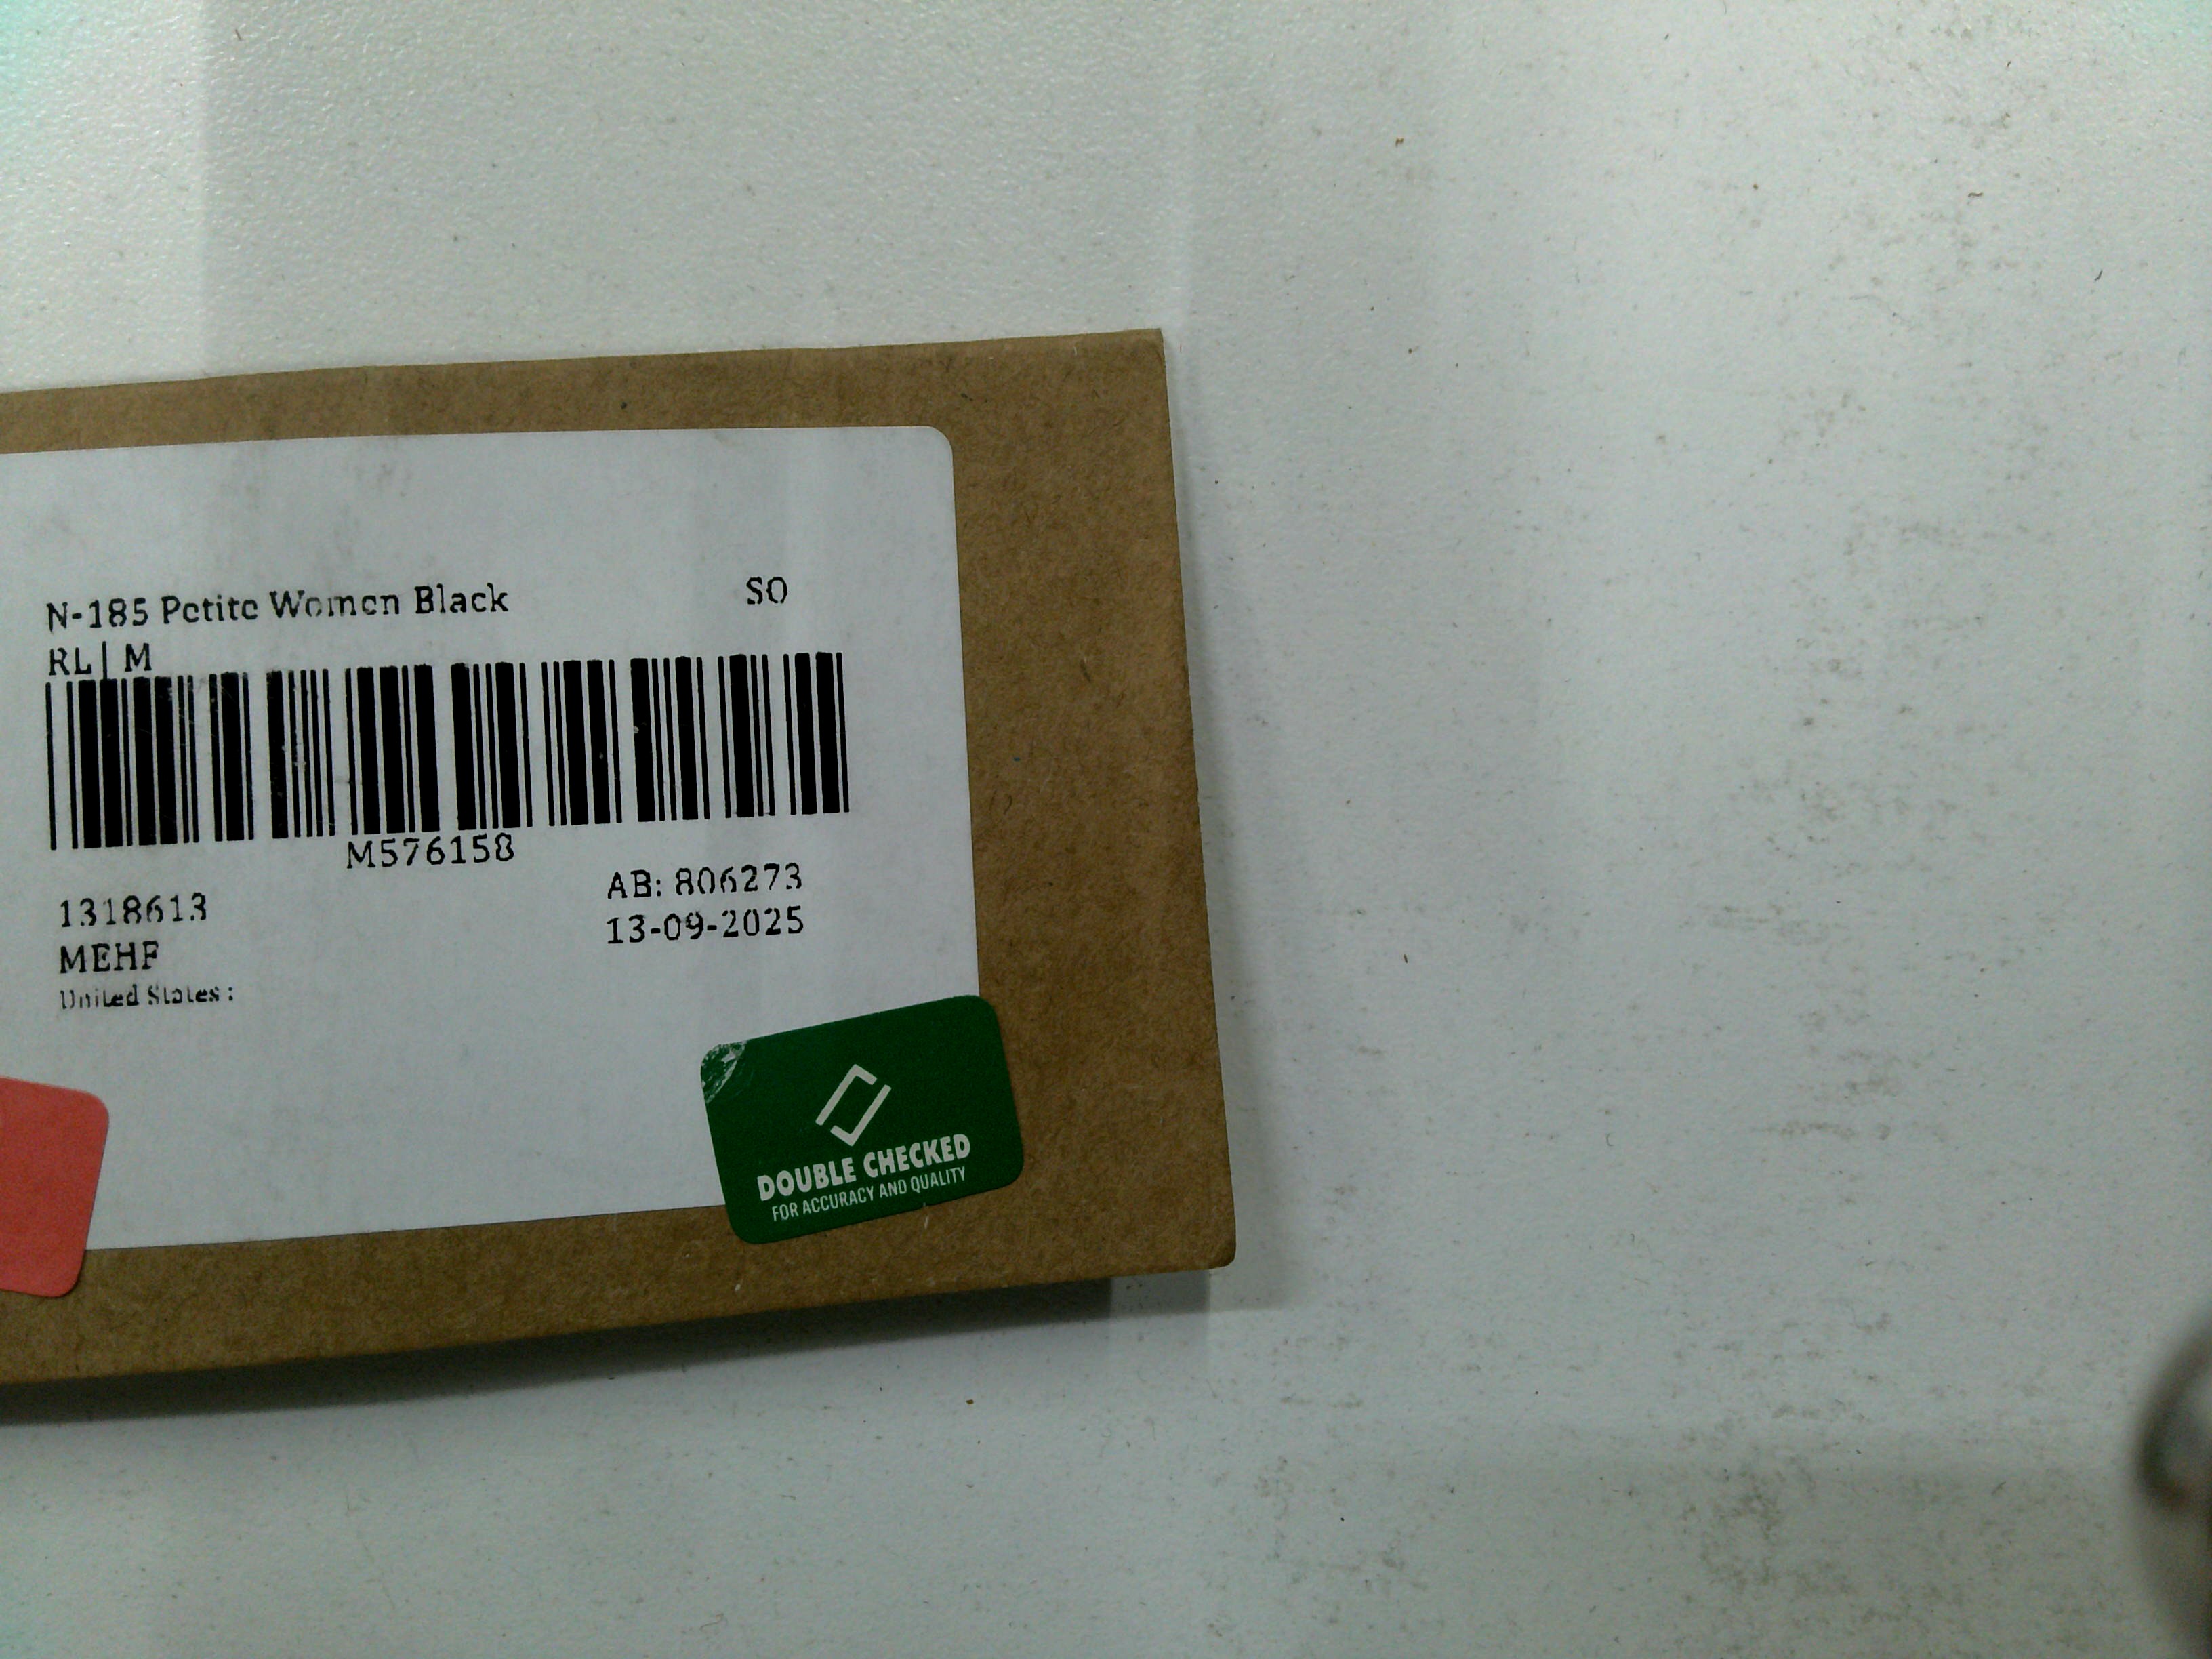 N-185 Petite Women Black SO
RL | M
M576158
1318613 AB: 806273
MEHF 13-09-2025
United States :
DOUBLE CHECKED
FOR ACCURACY AND QUALITY